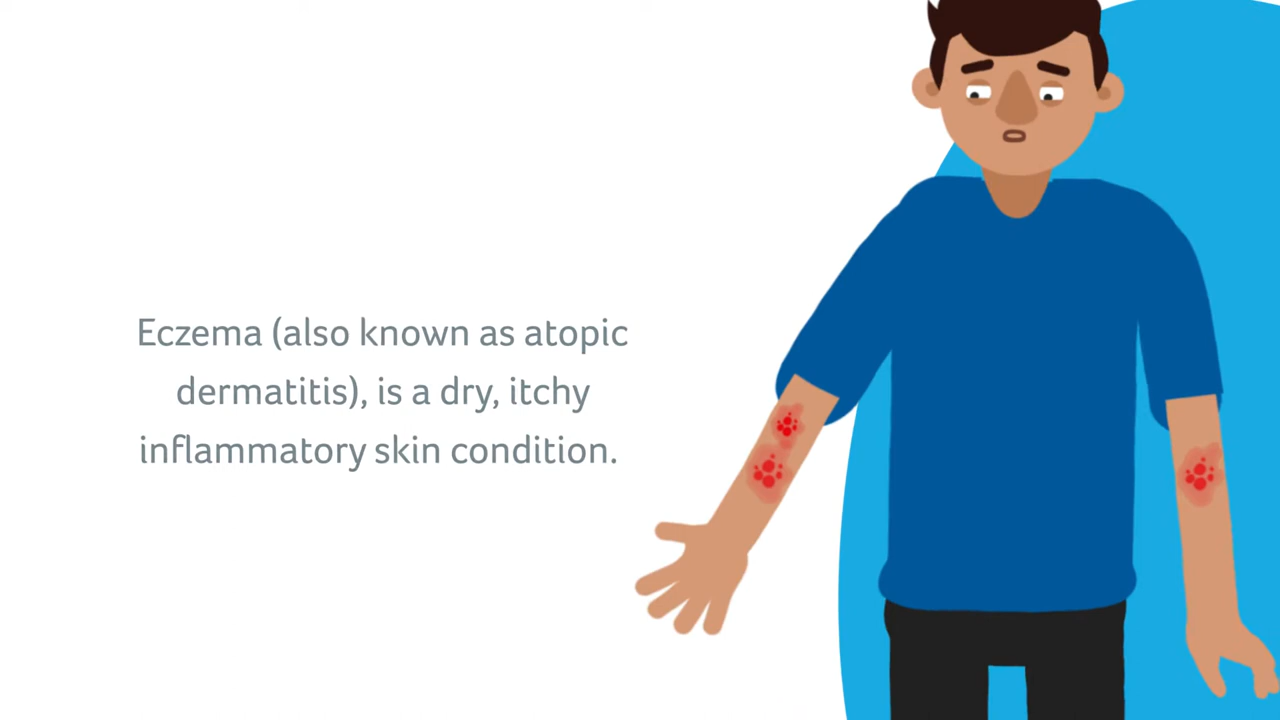 Eczema (also known as atopic
dermatitis), is a dry, itchy
inflammatory skin condition.